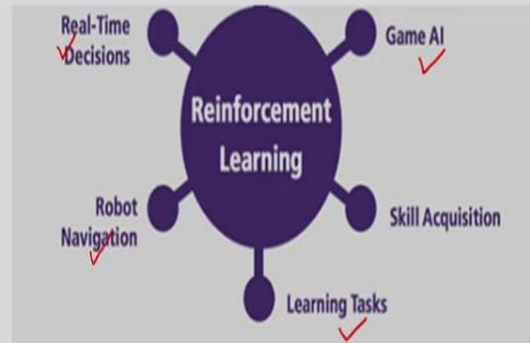 Real-Time
Decisions
Game AI
Reinforcement
Learning
Robot
Navigation
Skill Acquisition
Learning Tasks